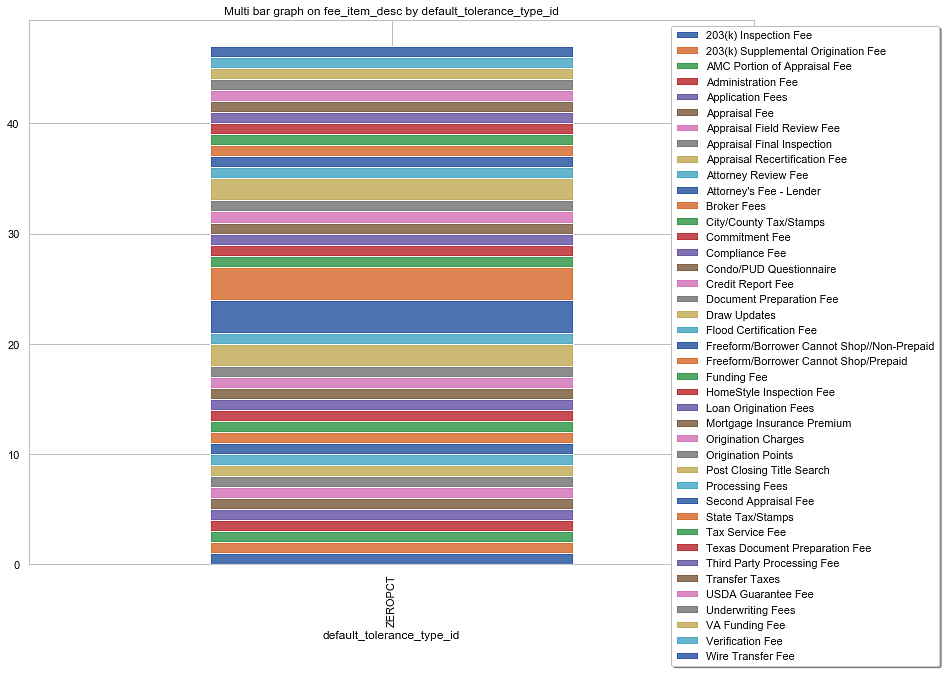 Multi bar graph on fee_item_desc by default_tolerance_type_id
40
30
20
10
0
ZEROPCT
default_tolerance_type_id
203(k) Inspection Fee
203(k) Supplemental Origination Fee
AMC Portion of Appraisal Fee
Administration Fee
Application Fees
Appraisal Fee
Appraisal Field Review Fee
Appraisal Final Inspection
Appraisal Recertification Fee
Attorney Review Fee
Attorney's Fee - Lender
Broker Fees
City/County Tax/Stamps
Commitment Fee
Compliance Fee
Condo/PUD Questionnaire
Credit Report Fee
Document Preparation Fee
Draw Updates
Flood Certification Fee
Freeform/Borrower Cannot Shop//Non-Prepaid
Freeform/Borrower Cannot Shop/Prepaid
Funding Fee
HomeStyle Inspection Fee
Loan Origination Fees
Mortgage Insurance Premium
Origination Charges
Origination Points
Post Closing Title Search
Processing Fees
Second Appraisal Fee
State Tax/Stamps
Tax Service Fee
Texas Document Preparation Fee
Third Party Processing Fee
Transfer Taxes
USDA Guarantee Fee
Underwriting Fees
VA Funding Fee
Verification Fee
Wire Transfer Fee